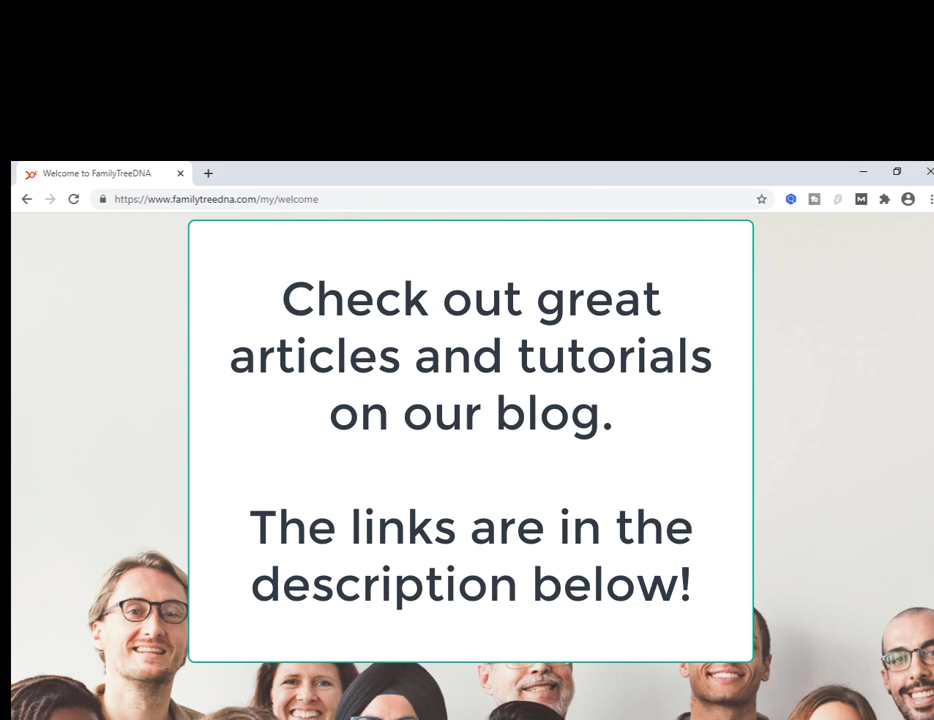 Welcome to FamilyTreeDNA
https://www.familytreedna.com/my/welcome
Check out great
articles and tutorials
on our blog.
The links are in the
description below!